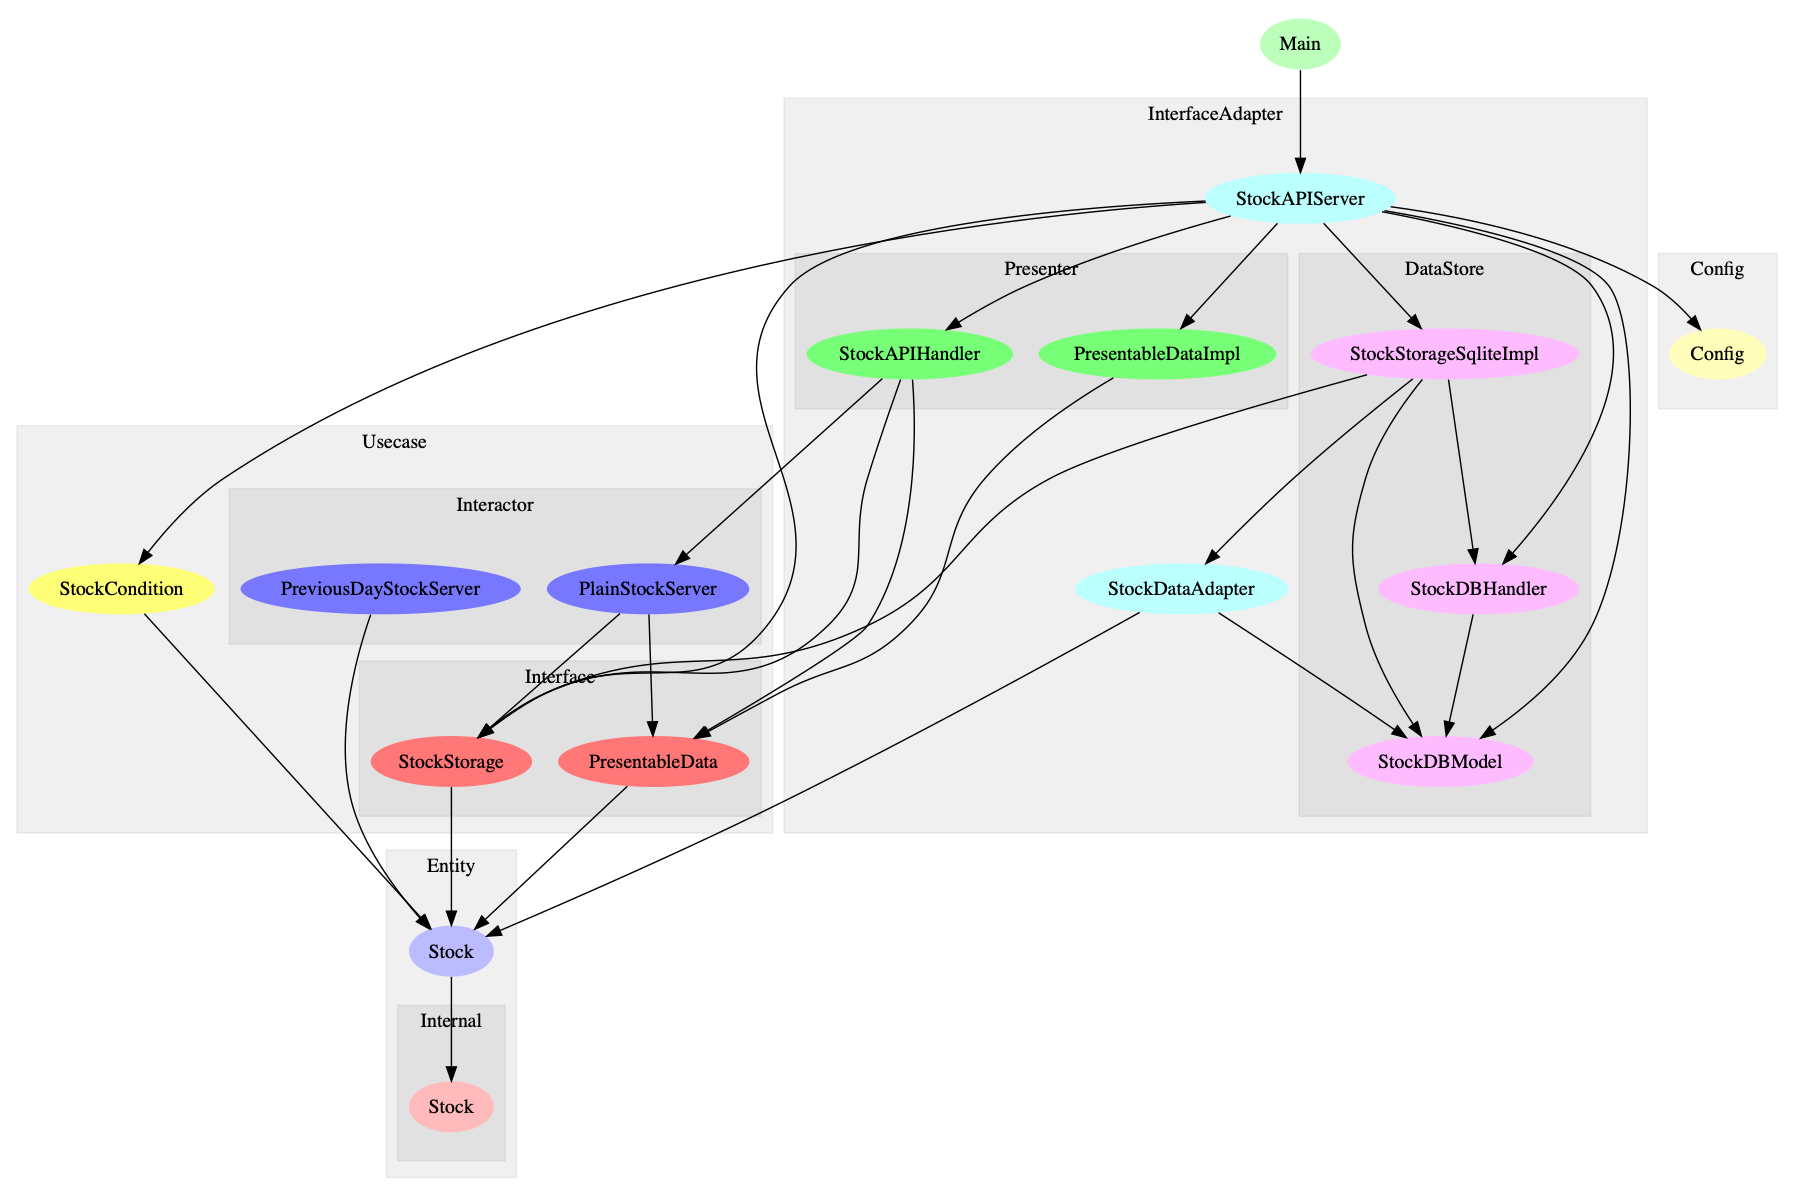 Main
InterfaceAdapter
StockAPIServer
Presenter
DataStore
Config
StockAPIHandler
PresentableDataImpl
StockStorageSqliteImpl
Config
Usecase
Interactor
StockCondition
PreviousDayStockServer
PlainStockServer
StockDataAdapter
StockDBHandler
Interface
StockStorage
PresentableData
StockDBModel
Entity
Stock
Internal
Stock